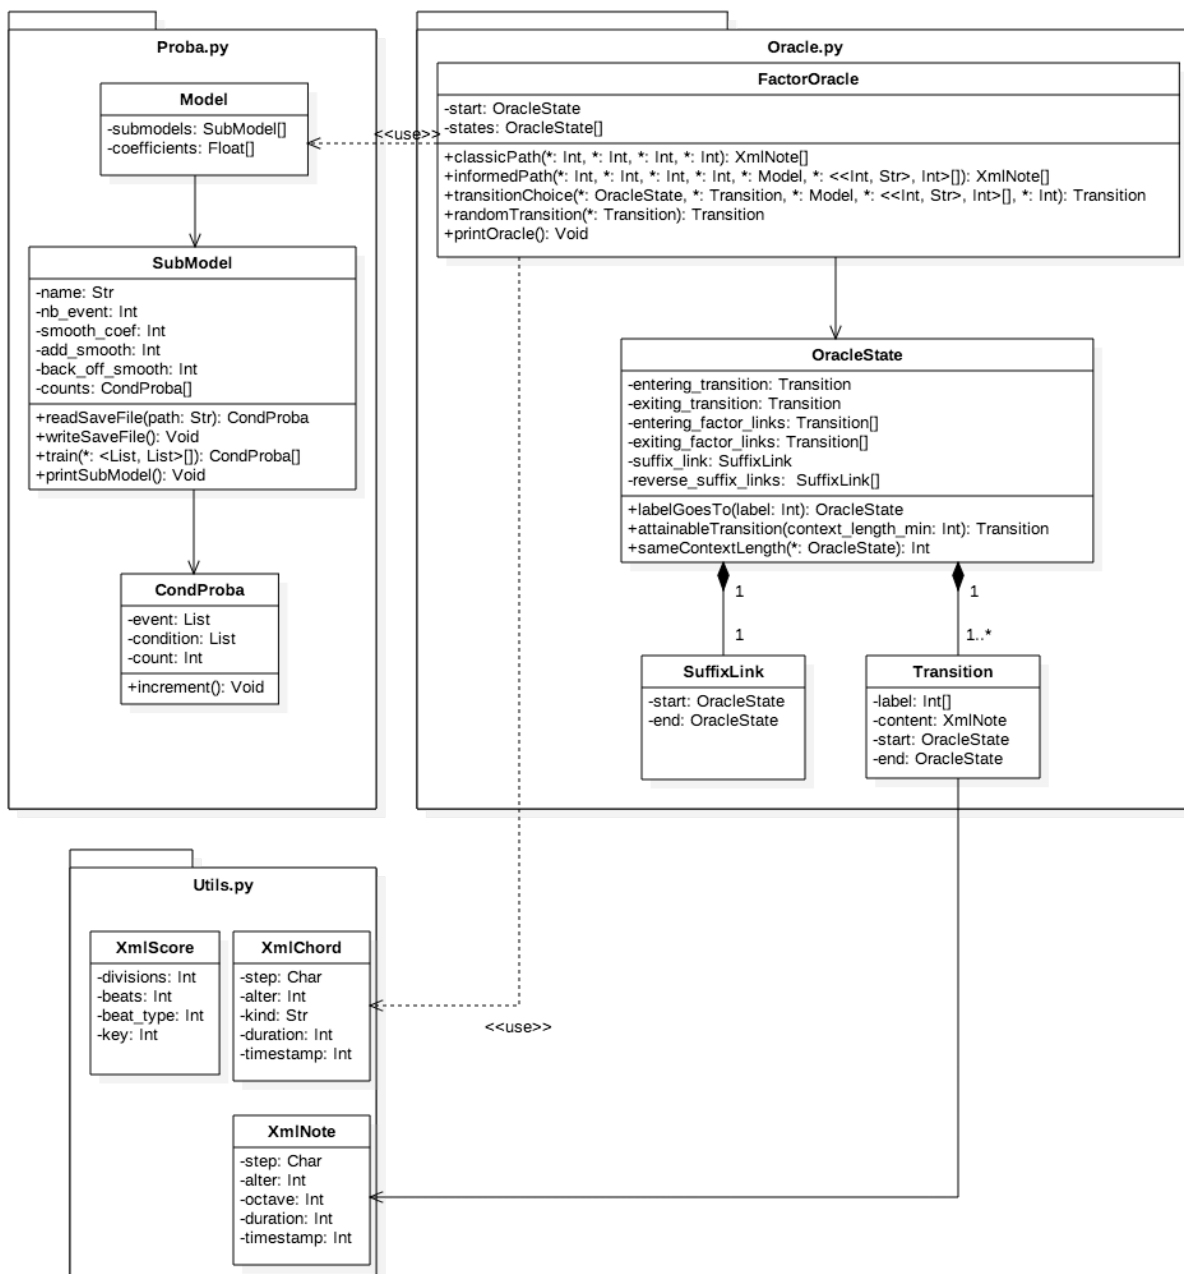 Proba.py
Model
-submodels: SubModel[]
-coefficients: Float[]
SubModel
-name: Str
-nb_event: Int
-smooth_coef: Int
-add_smooth: Int
-back_off_smooth: Int
-counts: CondProba[]
+readSaveFile(path: Str): CondProba
+writeSaveFile(): Void
+train(*: <List, List>[]): CondProba[]
+printSubModel(): Void
CondProba
-event: List
-condition: List
-count: Int
+increment(): Void
<<use>>
Oracle.py
FactorOracle
-start: OracleState
-states: OracleState[]
+classicPath(*: Int, *: Int, *: Int, *: Int): XmlNote[]
+informedPath(*: Int, *: Int, *: Int, *: Int, *: Model, *: <<Int, Str>, Int>[]): XmlNote[]
+transitionChoice(*: OracleState, *: Transition, *: Model, *: <<Int, Str>, Int>[], *: Int): Transition
+randomTransition(*: Transition): Transition
+printOracle(): Void
OracleState
-entering_transition: Transition
-exiting_transition: Transition
-entering_factor_links: Transition[]
-exiting_factor_links: Transition[]
-suffix_link: SuffixLink
-reverse_suffix_links: SuffixLink[]
+labelGoesTo(label: Int): OracleState
+attainableTransition(context_length_min: Int): Transition
+sameContextLength(*: OracleState): Int
1
1
1
1..*
SuffixLink
-start: OracleState
-end: OracleState
Transition
-label: Int[]
-content: XmlNote
-start: OracleState
-end: OracleState
Utils.py
XmlScore
-divisions: Int
-beats: Int
-beat_type: Int
-key: Int
XmlChord
-step: Char
-alter: Int
-kind: Str
-duration: Int
-timestamp: Int
<<use>>
XmlNote
-step: Char
-alter: Int
-octave: Int
-duration: Int
-timestamp: Int